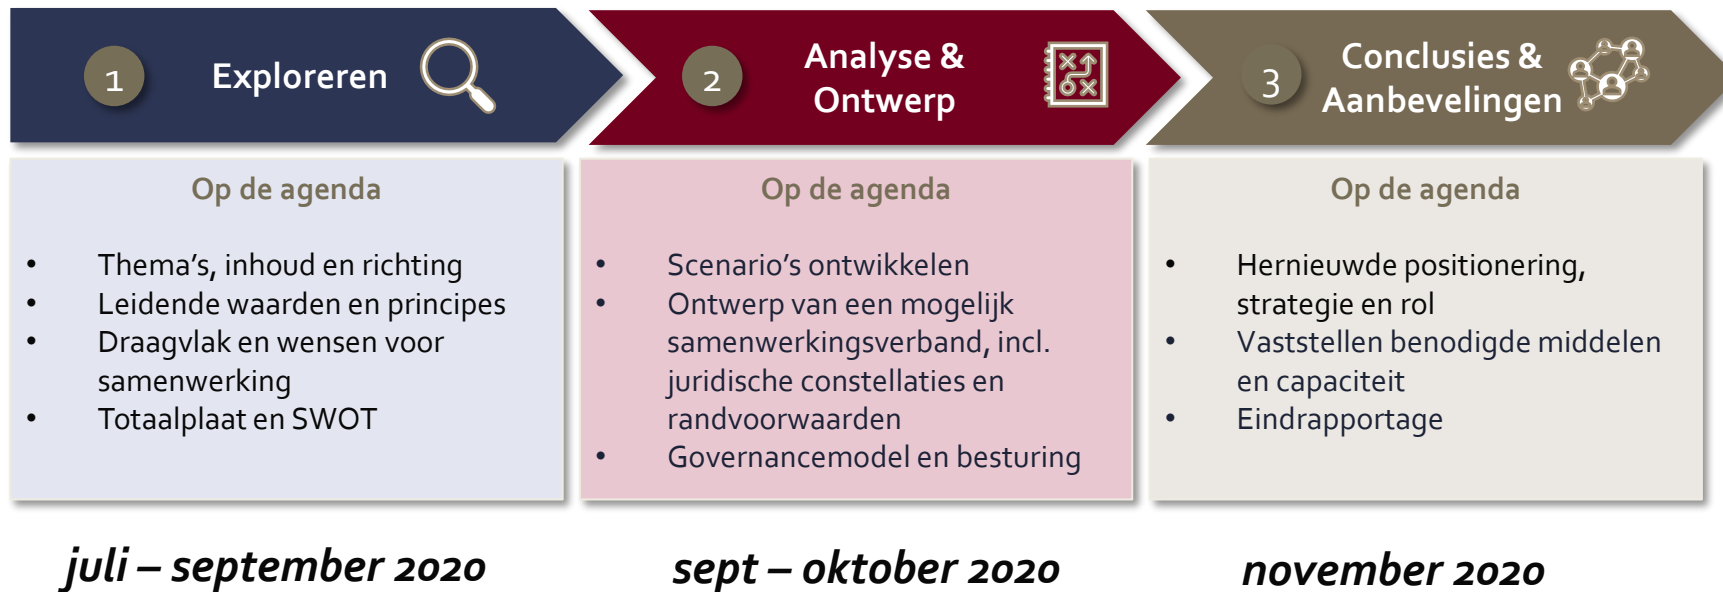 1
Exploreren
2
Analyse &
Ontwerp
3
Conclusies &
Aanbevelingen
Op de agenda
• Thema's, inhoud en richting
• Leidende waarden en principes
• Draagvlak en wensen voor
samenwerking
• Totaalplaat en SWOT
Op de agenda
• Scenario's ontwikkelen
• Ontwerp van een mogelijk
samenwerkingsverband, incl.
juridische constellaties en
randvoorwaarden
• Governancemodel en besturing
Op de agenda
• Hernieuwde positionering,
strategie en rol
• Vaststellen benodigde middelen
en capaciteit
• Eindrapportage
juli – september 2020
sept – oktober 2020
november 2020